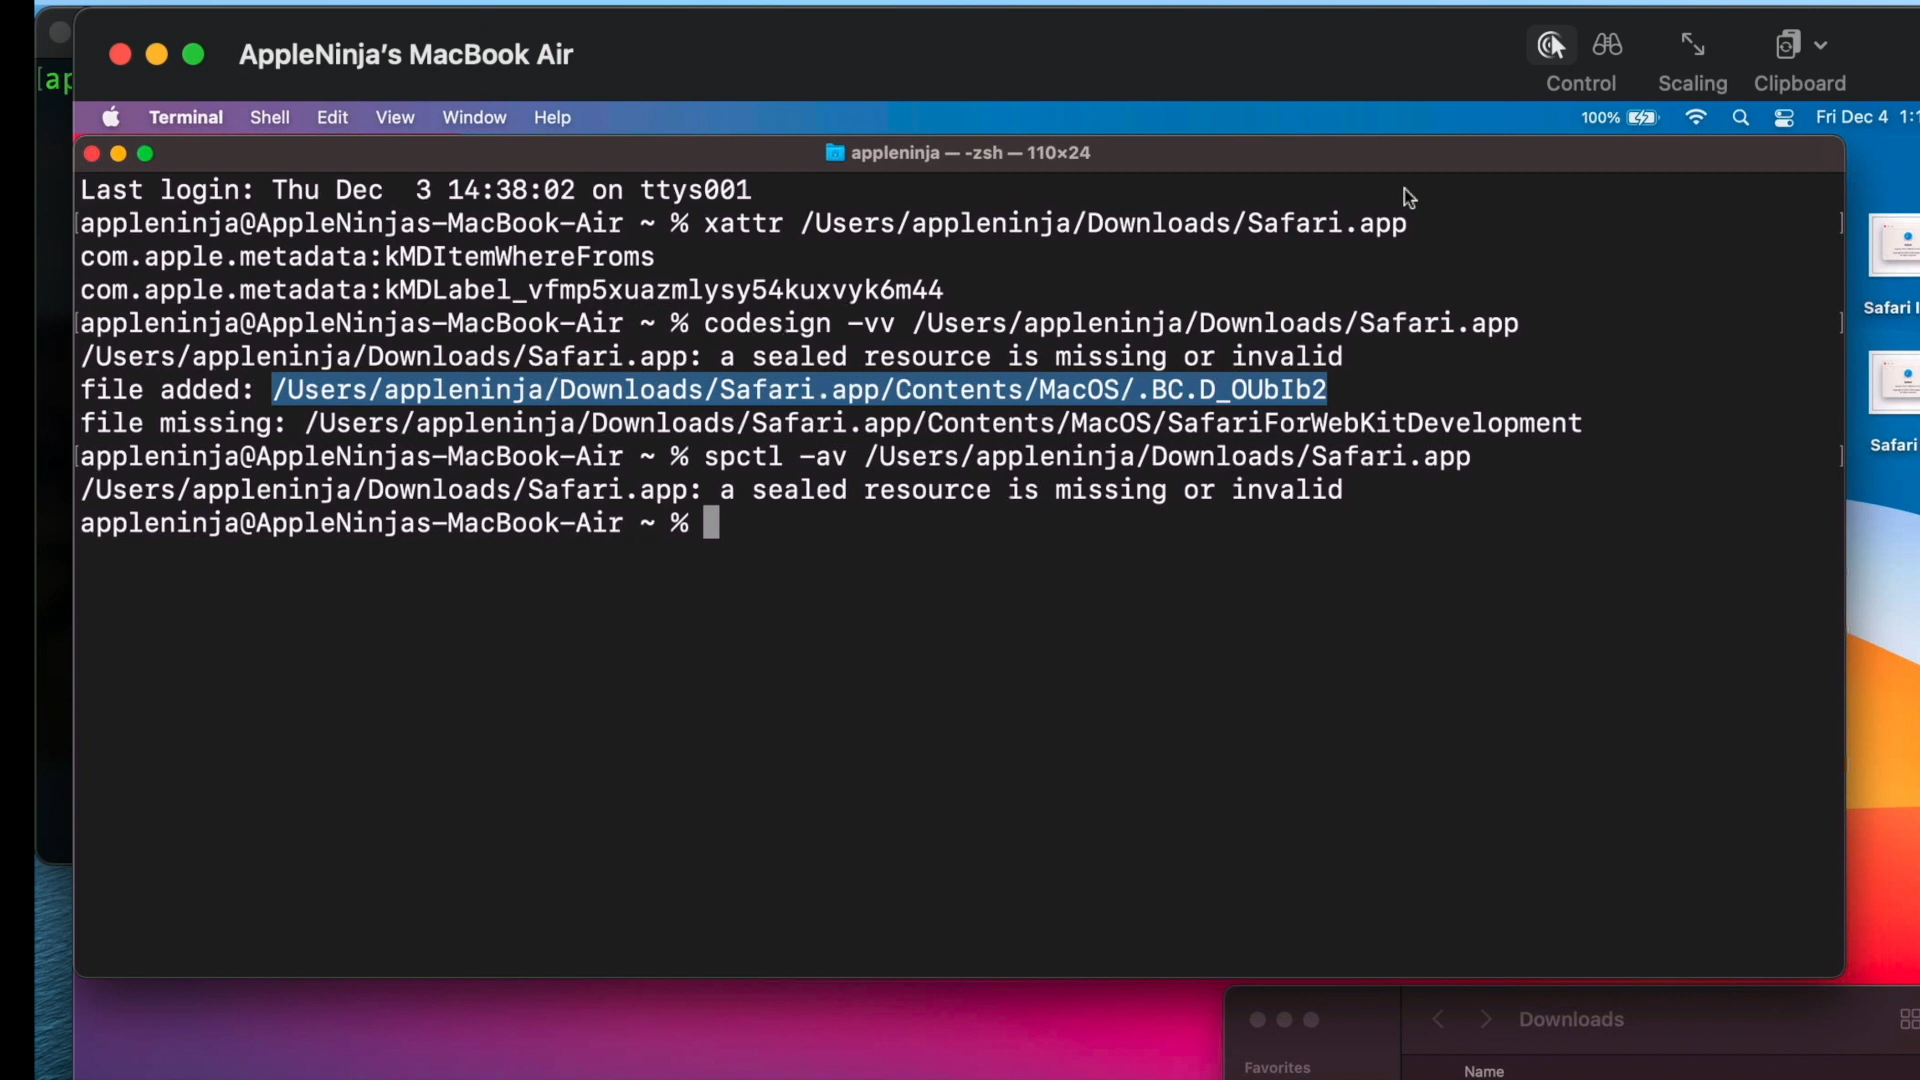 AppleNinja's MacBook Air
Control
Scaling
Clipboard
[ap
Terminal Shell Edit View Window Help
100% Fri Dec 4 1:1
appleninja — -zsh — 110×24
Last login: Thu Dec  3 14:38:02 on ttys001
[appleninja@AppleNinjas-MacBook-Air ~ % xattr /Users/appleninja/Downloads/Safari.app ]
com.apple.metadata:kMDItemWhereFroms
com.apple.metadata:kMDLabel_vfmp5xuazmlysy54kuxvyk6m44
[appleninja@AppleNinjas-MacBook-Air ~ % codesign -vv /Users/appleninja/Downloads/Safari.app ]
/Users/appleninja/Downloads/Safari.app: a sealed resource is missing or invalid
file added: /Users/appleninja/Downloads/Safari.app/Contents/MacOS/.BC.D_OUbIb2
file missing: /Users/appleninja/Downloads/Safari.app/Contents/MacOS/SafariForWebKitDevelopment
[appleninja@AppleNinjas-MacBook-Air ~ % spctl -av /Users/appleninja/Downloads/Safari.app ]
/Users/appleninja/Downloads/Safari.app: a sealed resource is missing or invalid
appleninja@AppleNinjas-MacBook-Air ~ %
Safari I
Safari
Downloads
Favorites
Name